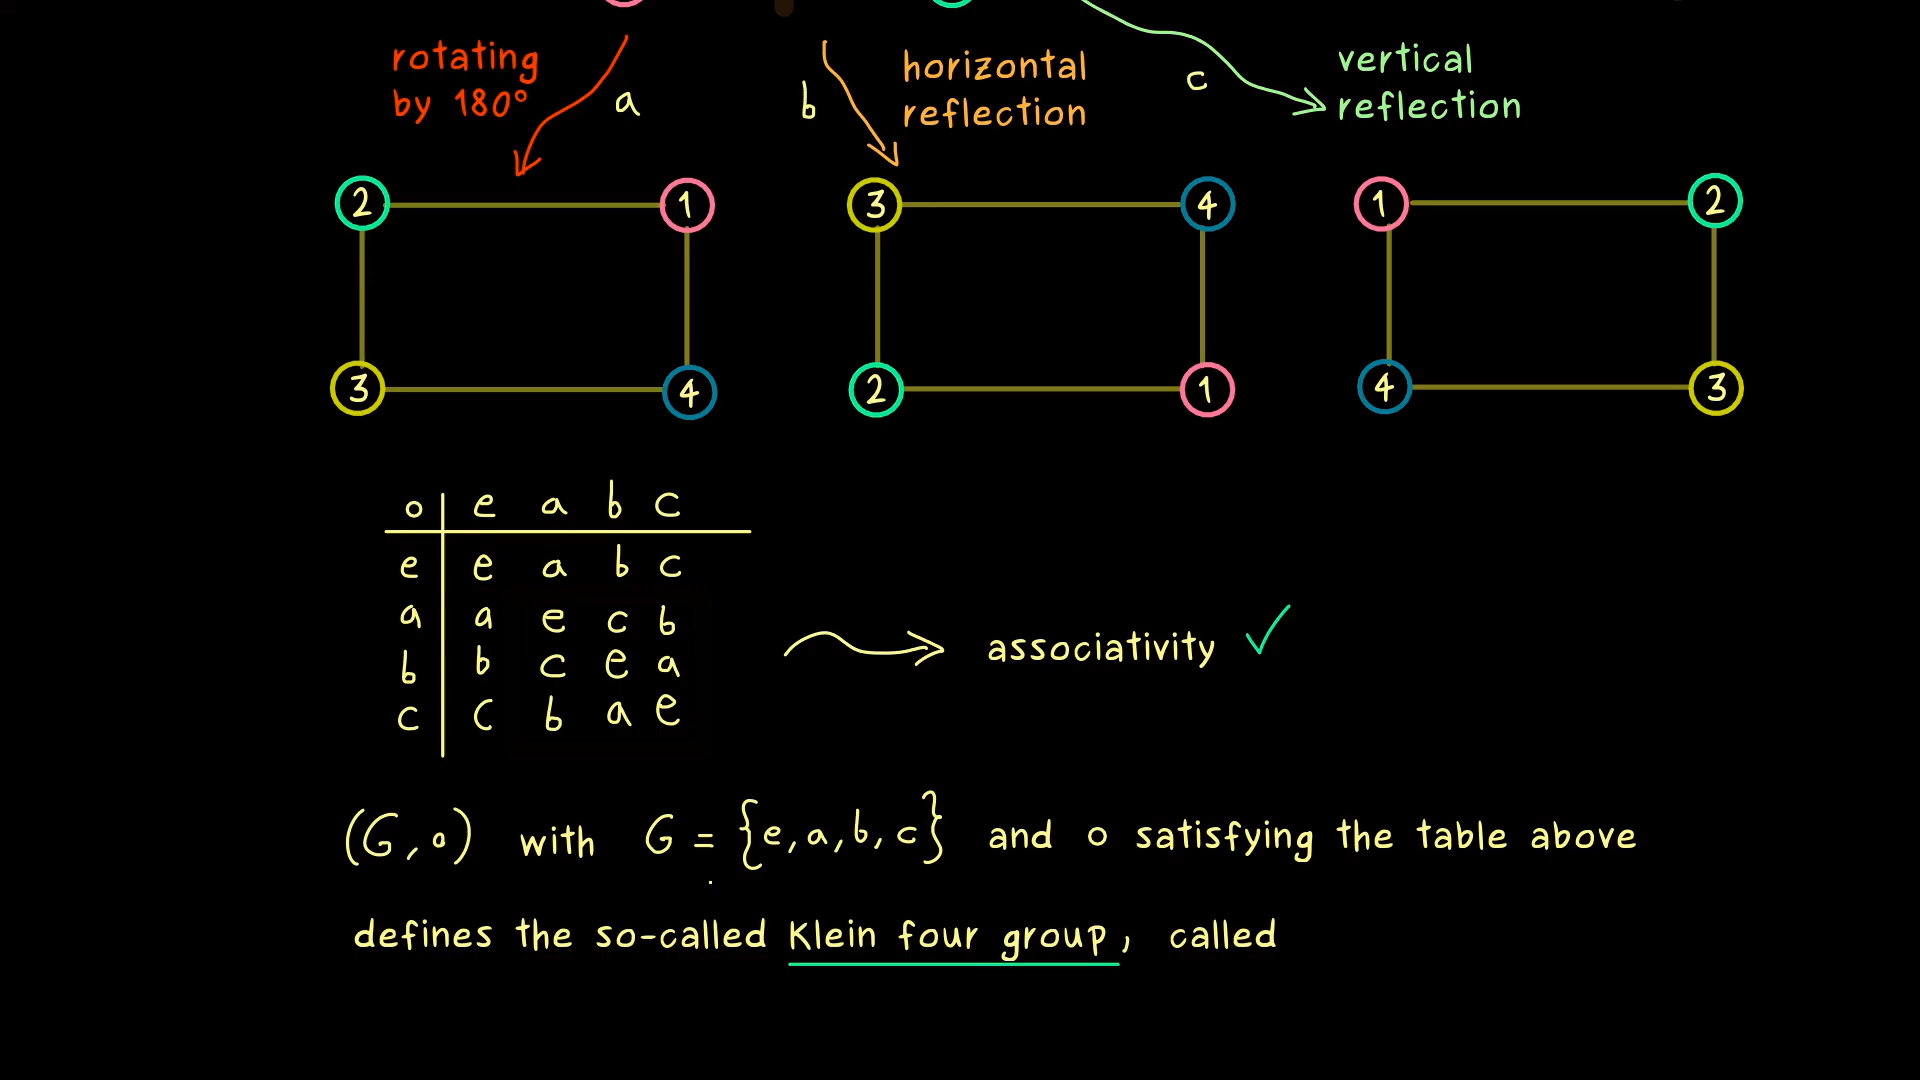 rotating
by 180°
a
b
horizontal
reflection
c
vertical
reflection
2 1
3 4
3 4
2 1
1 2
4 3
∘ e a b c
e e a b c
a a e c b
b b c e a
c c b a e
associativity ✓
(G, ∘) with G = {e, a, b, c} and ∘ satisfying the table above
defines the so-called Klein four group, called